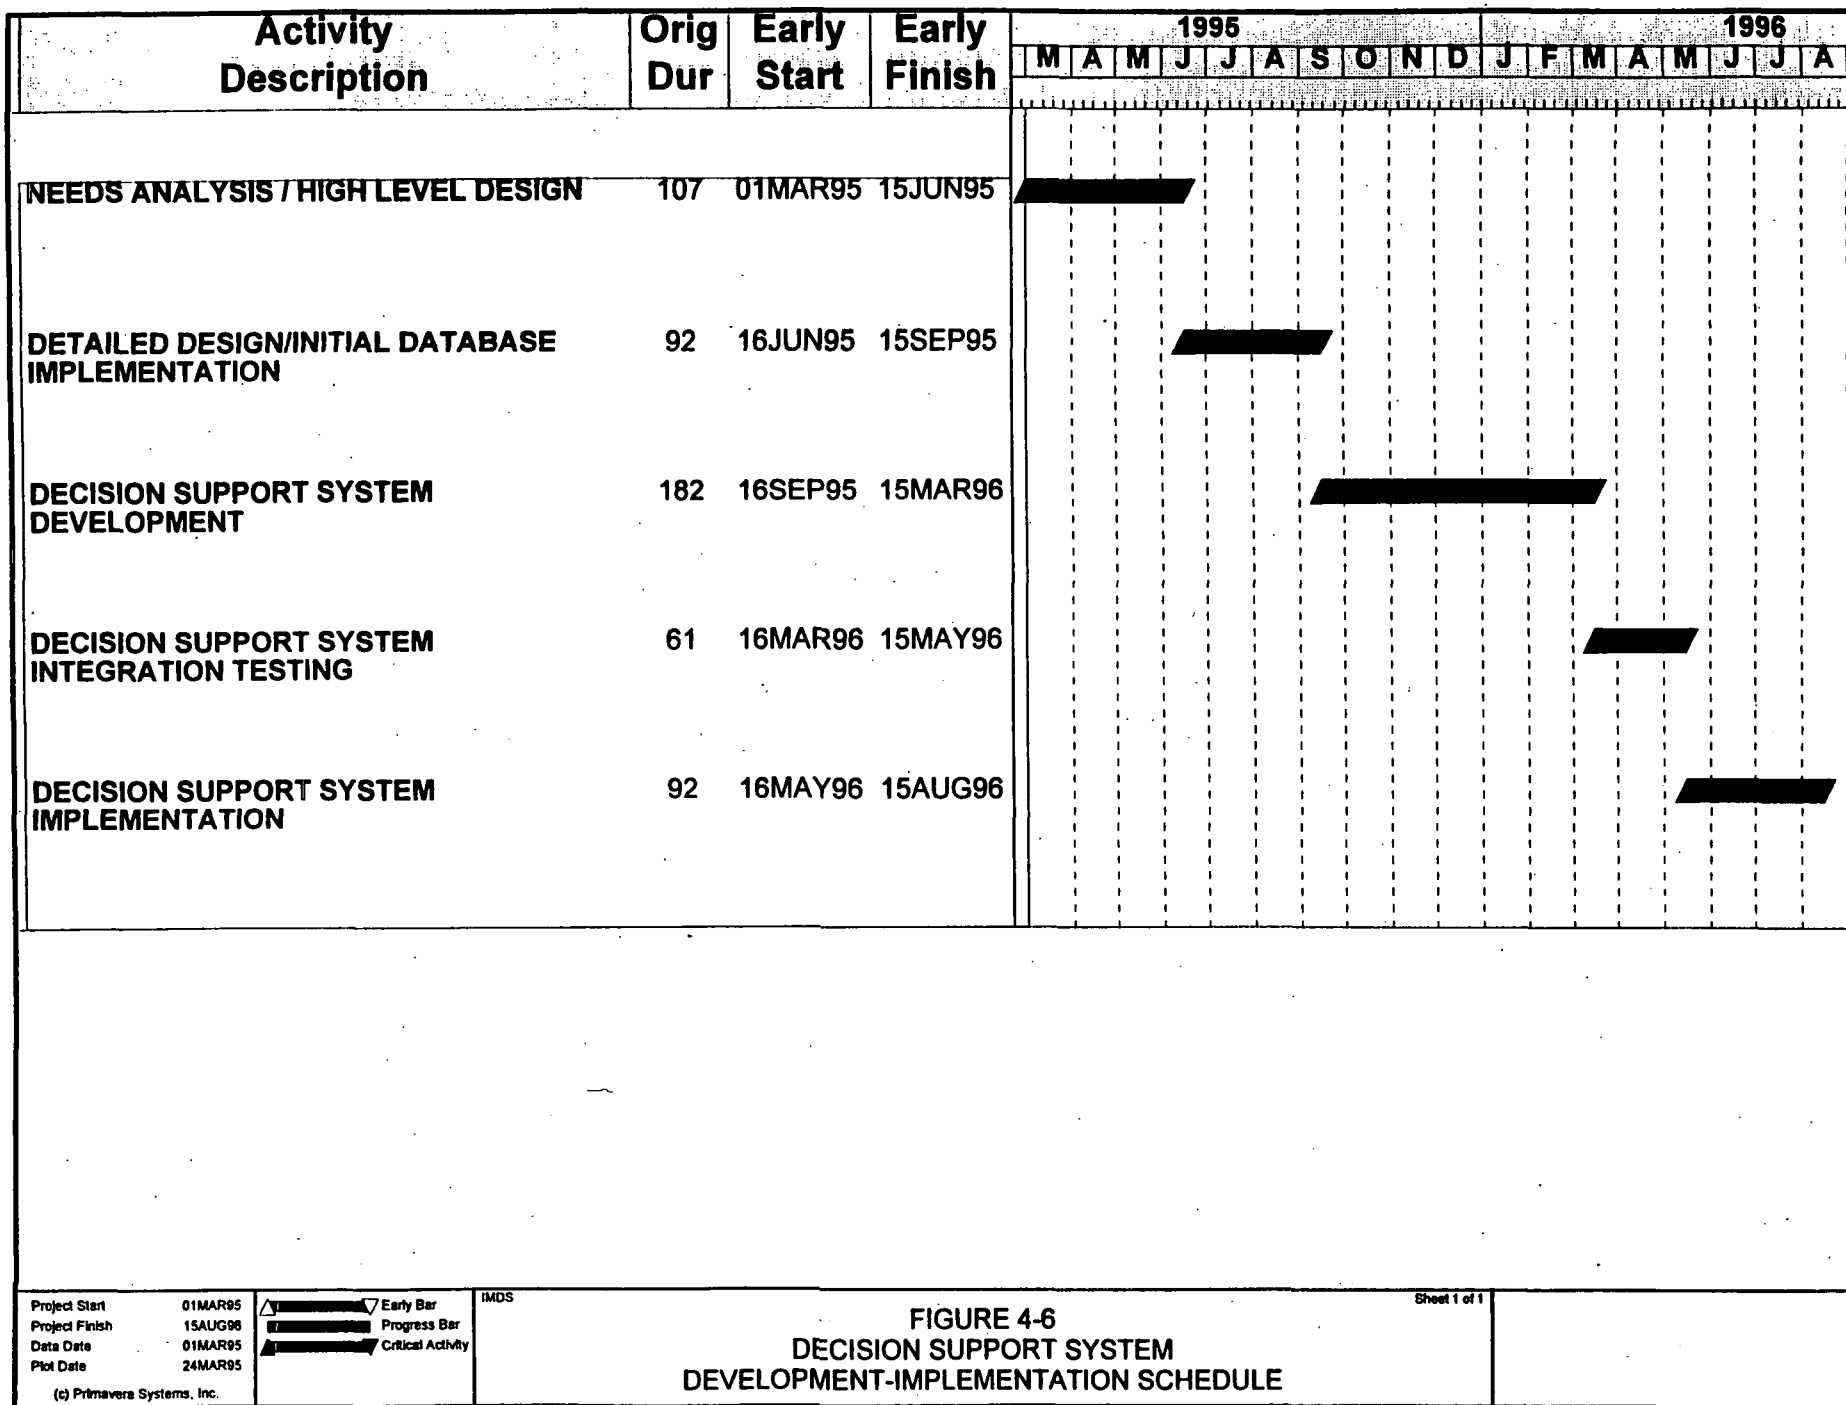 Activity Description Orig Dur Early Start Early Finish
1995 1996
M A M J J A S O N D J F M A M J J A
NEEDS ANALYSIS / HIGH LEVEL DESIGN 107 01MAR95 15JUN95
DETAILED DESIGN/INITIAL DATABASE 92 16JUN95 15SEP95
IMPLEMENTATION
DECISION SUPPORT SYSTEM 182 16SEP95 15MAR96
DEVELOPMENT
DECISION SUPPORT SYSTEM 61 16MAR96 15MAY96
INTEGRATION TESTING
DECISION SUPPORT SYSTEM 92 16MAY96 15AUG96
IMPLEMENTATION
Project Start 01MAR95
Project Finish 15AUG96
Data Date 01MAR95
Plot Date 24MAR95
(c) Primavera Systems, Inc.
Early Bar
Progress Bar
Critical Activity
IMDS
FIGURE 4-6
DECISION SUPPORT SYSTEM
DEVELOPMENT-IMPLEMENTATION SCHEDULE
Sheet 1 of 1